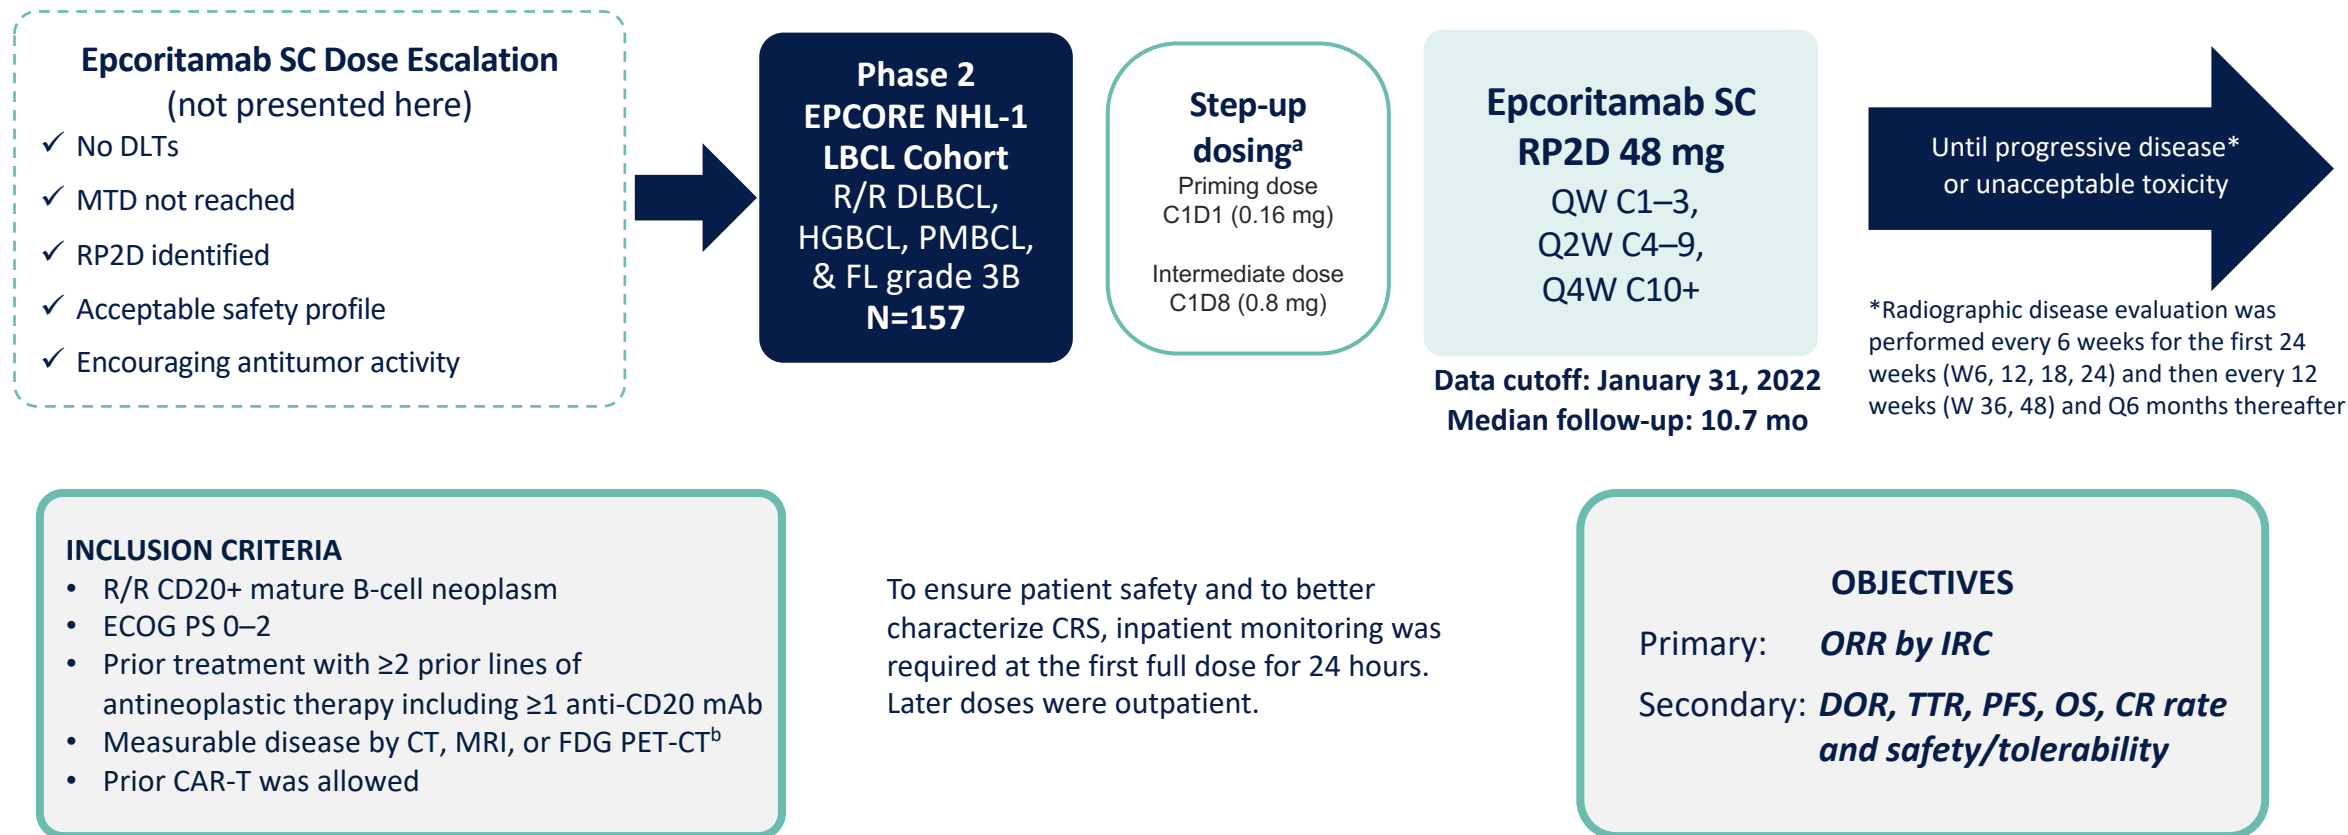 Epcoritamab SC Dose Escalation
(not presented here)
✓ No DLTs
✓ MTD not reached
✓ RP2D identified
✓ Acceptable safety profile
✓ Encouraging antitumor activity
Phase 2
EPCORE NHL-1
LBCL Cohort
R/R DLBCL,
HGBCL, PMBCL,
& FL grade 3B
N=157
Step-up
dosingᵃ
Priming dose
C1D1 (0.16 mg)
Intermediate dose
C1D8 (0.8 mg)
Epcoritamab SC
RP2D 48 mg
QW C1–3,
Q2W C4–9,
Q4W C10+
Data cutoff: January 31, 2022
Median follow-up: 10.7 mo
Until progressive disease*
or unacceptable toxicity
*Radiographic disease evaluation was
performed every 6 weeks for the first 24
weeks (W6, 12, 18, 24) and then every 12
weeks (W 36, 48) and Q6 months thereafter
INCLUSION CRITERIA
• R/R CD20+ mature B-cell neoplasm
• ECOG PS 0–2
• Prior treatment with ≥2 prior lines of
antineoplastic therapy including ≥1 anti-CD20 mAb
• Measurable disease by CT, MRI, or FDG PET-CTᵇ
• Prior CAR-T was allowed
To ensure patient safety and to better
characterize CRS, inpatient monitoring was
required at the first full dose for 24 hours.
Later doses were outpatient.
OBJECTIVES
Primary: ORR by IRC
Secondary: DOR, TTR, PFS, OS, CR rate
and safety/tolerability